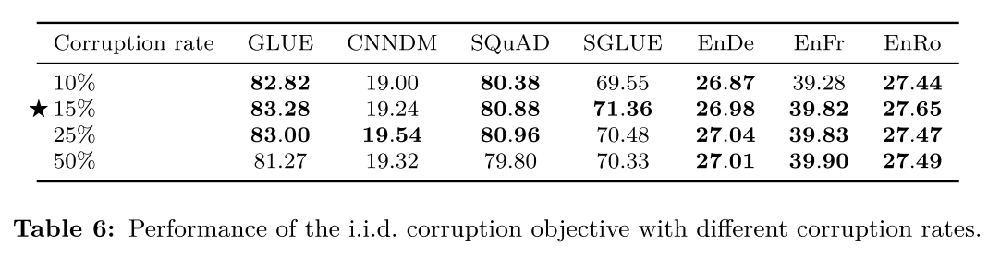 Corruption rate GLUE CNNDM SQuAD SGLUE EnDe EnFr EnRo
10% 82.82 19.00 80.38 69.55 26.87 39.28 27.44
★ 15% 83.28 19.24 80.88 71.36 26.98 39.82 27.65
25% 83.00 19.54 80.96 70.48 27.04 39.83 27.47
50% 81.27 19.32 79.80 70.33 27.01 39.90 27.49
Table 6: Performance of the i.i.d. corruption objective with different corruption rates.